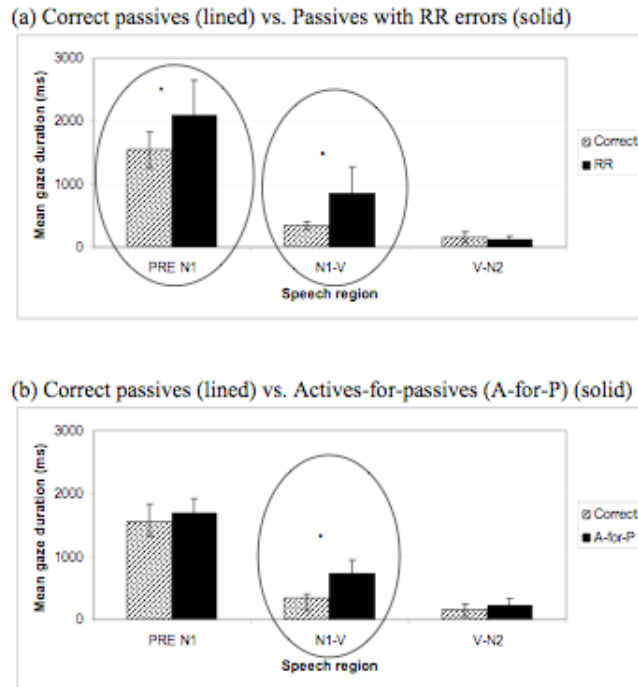 (a) Correct passives (lined) vs. Passives with RR errors (solid)
3000
2000
1000
0
Mean gaze duration (ms)
*
*
PRE N1
N1-V
V-N2
Speech region
Correct
RR
(b) Correct passives (lined) vs. Actives-for-passives (A-for-P) (solid)
3000
2000
1000
0
Mean gaze duration (ms)
*
PRE N1
N1-V
V-N2
Speech region
Correct
A-for-P